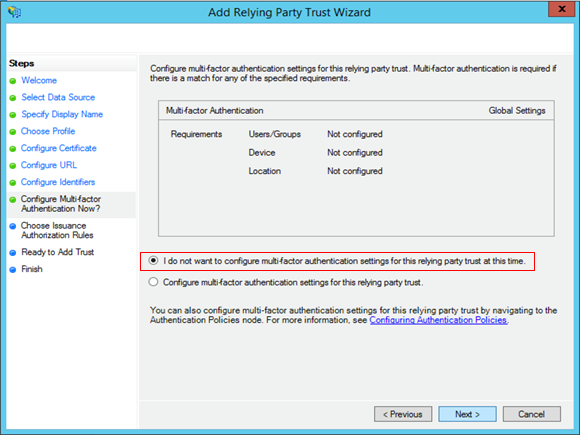 Add Relying Party Trust Wizard
x
Steps
Welcome
Select Data Source
Specify Display Name
Choose Profile
Configure Certificate
Configure URL
Configure Identifiers
Configure Multi-factor
Authentication Now?
Choose Issuance
Authorization Rules
Ready to Add Trust
Finish
Configure multi-factor authentication settings for this relying party trust. Multi-factor authentication is required if
there is a match for any of the specified requirements.
Multi-factor Authentication Global Settings
Requirements Users/Groups Not configured
Device Not configured
Location Not configured
I do not want to configure multi-factor authentication settings for this relying party trust at this time.
Configure multi-factor authentication settings for this relying party trust.
You can also configure multi-factor authentication settings for this relying party trust by navigating to the
Authentication Policies node. For more information, see Configuring Authentication Policies.
< Previous Next > Cancel